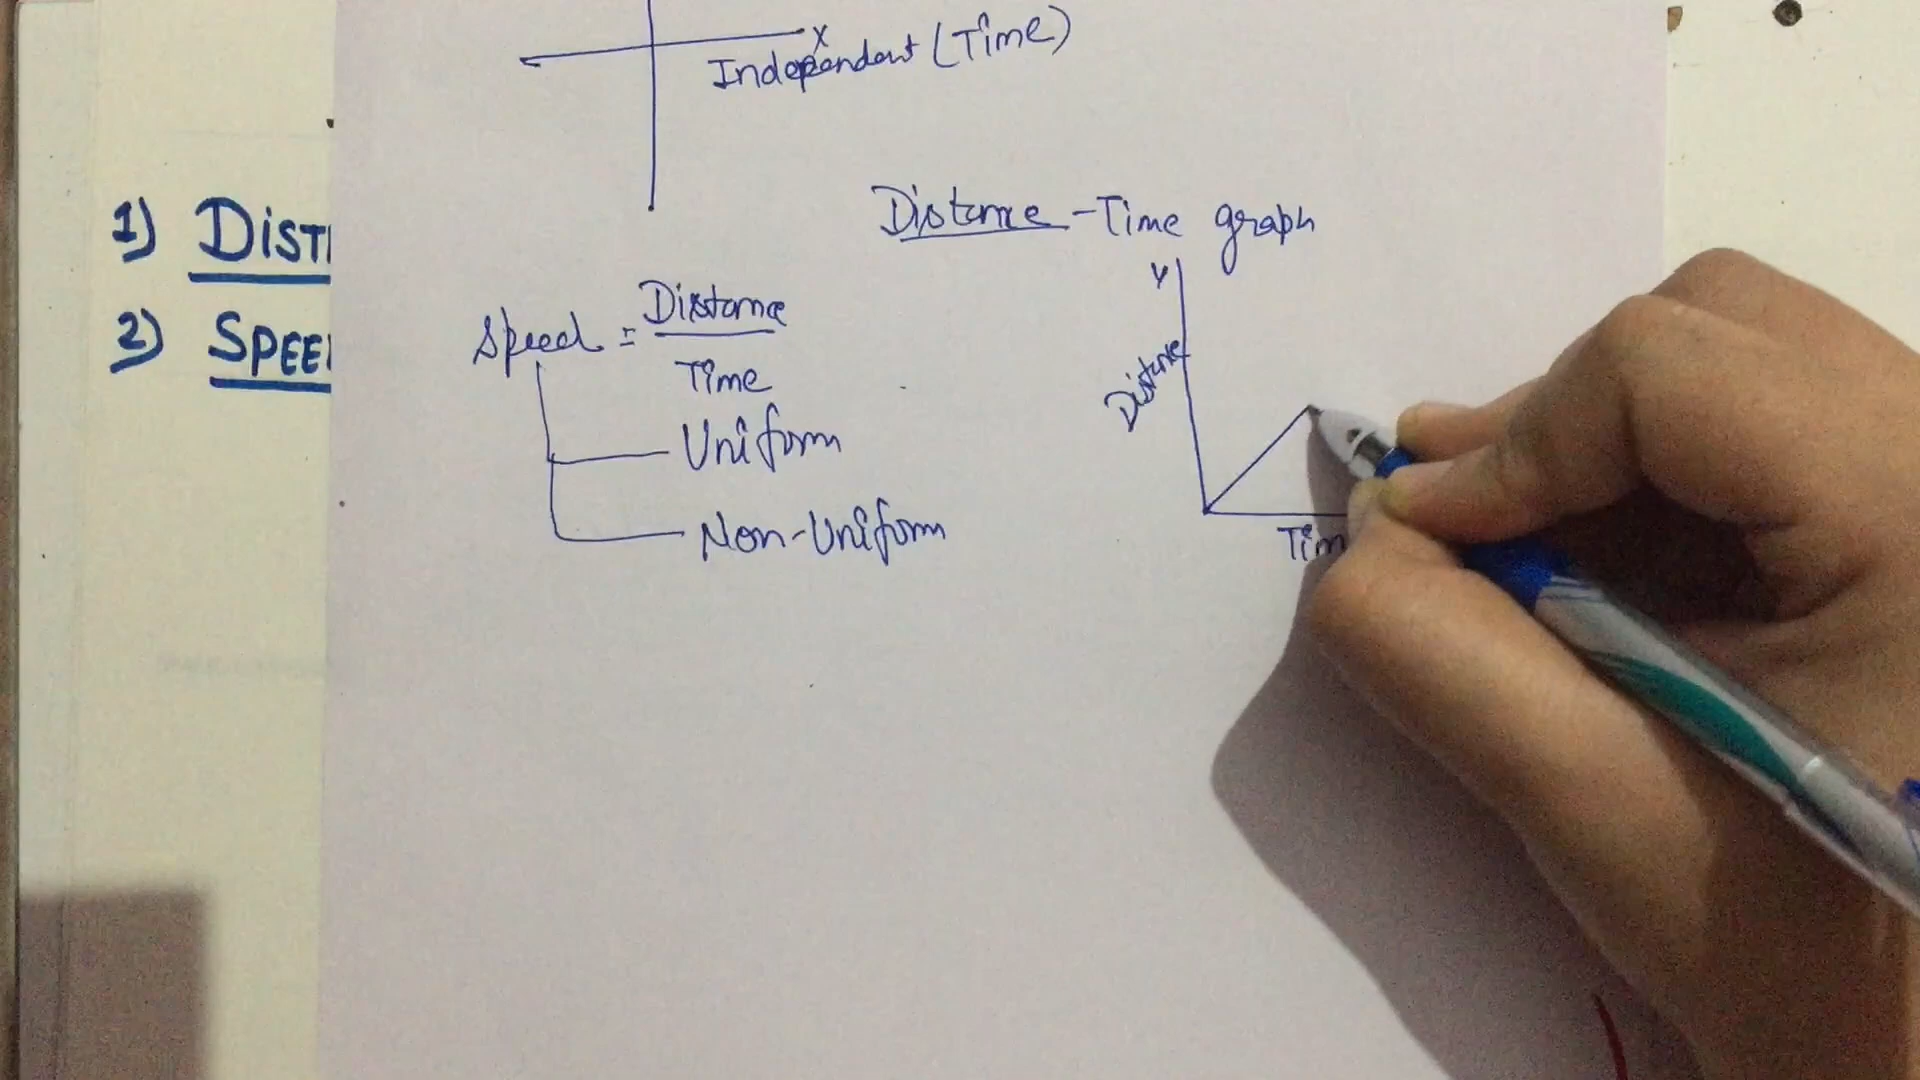 X
Independent (Time)
1) DIST
2) SPEE
Distance - Time graph
Speed = Distance
Time
Uniform
Non-Uniform
Y
Distance
Tim